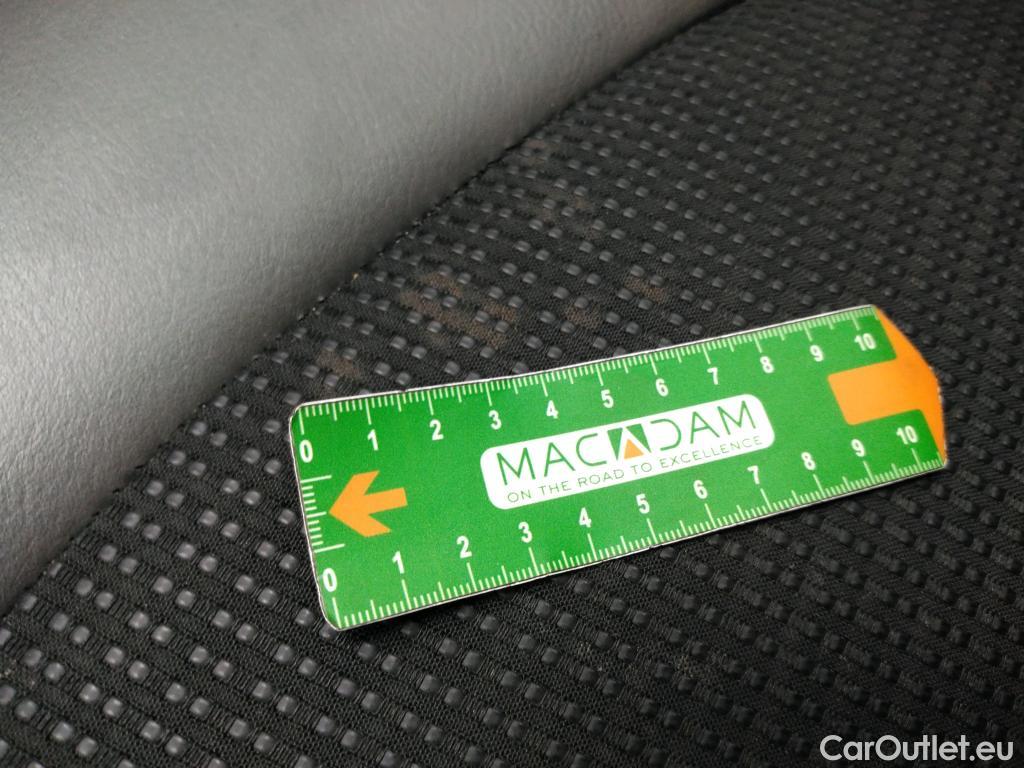 0 1 2 3 4 5 6 7 8 9 10
MACADAM
ON THE ROAD TO EXCELLENCE
0 1 2 3 4 5 6 7 8 9 10
CarOutlet.eu